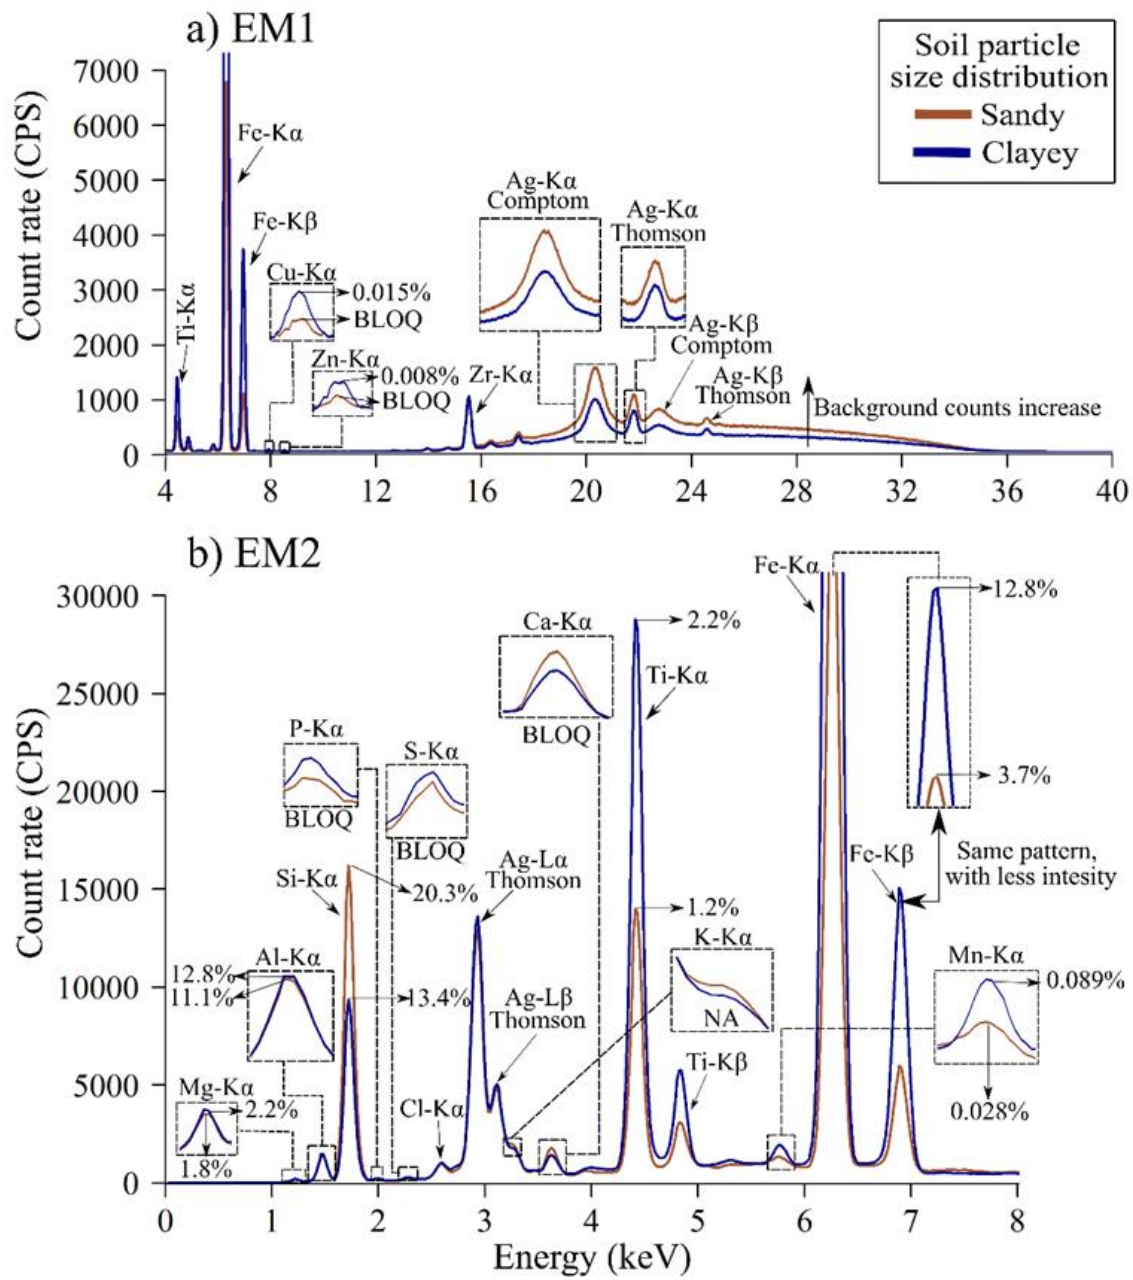 a) EM1
Soil particle
size distribution
Sandy
Clayey
Count rate (CPS)
7000
6000
5000
4000
3000
2000
1000
0
Ti-Kα
Fe-Kα
Fe-Kβ
Cu-Kα
0.015%
BLOQ
Zn-Kα
0.008%
BLOQ
Zr-Kα
Ag-Kα
Comptom
Ag-Kα
Thomson
Ag-Kβ
Comptom
Ag-Kβ
Thomson
Background counts increase
4 8 12 16 20 24 28 32 36 40
b) EM2
Count rate (CPS)
30000
25000
20000
15000
10000
5000
0
Mg-Kα
2.2%
1.8%
Al-Kα
12.8%
11.1%
Si-Kα
20.3%
13.4%
P-Kα
BLOQ
S-Kα
BLOQ
Cl-Kα
Ag-Lα
Thomson
Ag-Lβ
Thomson
Ca-Kα
BLOQ
K-Kα
NA
2.2%
Ti-Kα
1.2%
Ti-Kβ
Fe-Kα
12.8%
3.7%
Fe-Kβ
Same pattern,
with less intesity
Mn-Kα
0.089%
0.028%
0 1 2 3 4 5 6 7 8
Energy (keV)